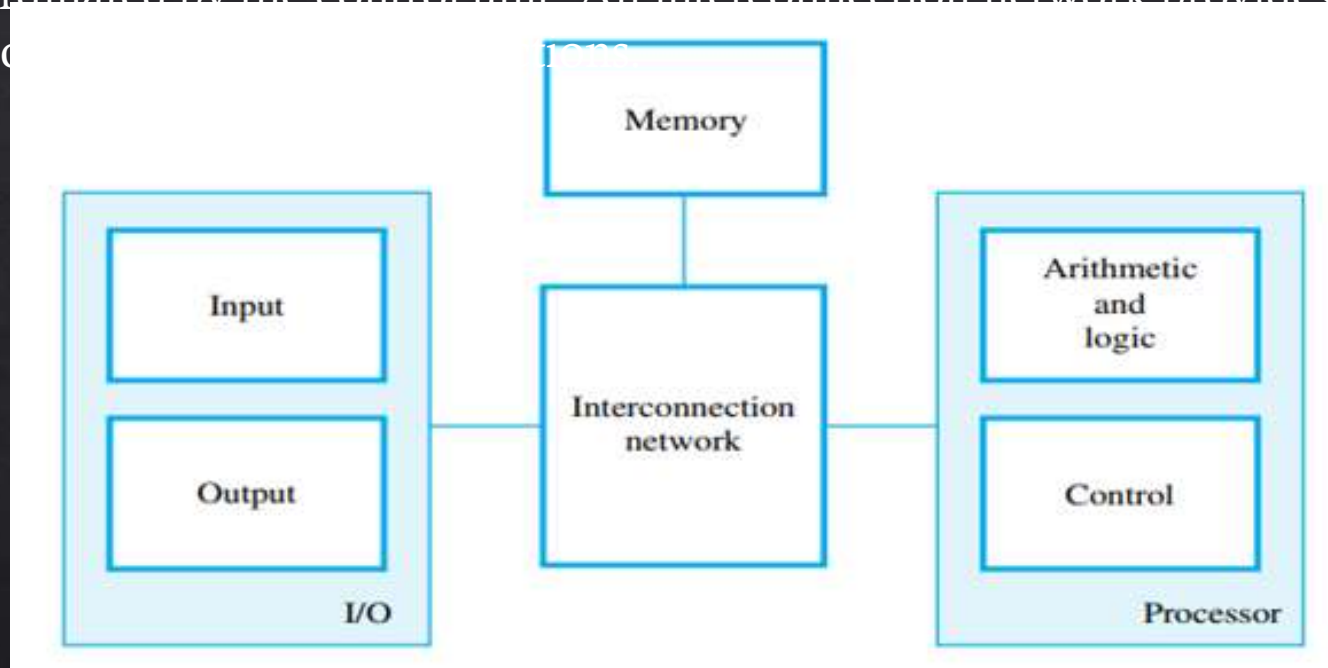 Memory
Input
Output
I/O
Interconnection
network
Arithmetic
and
logic
Control
Processor